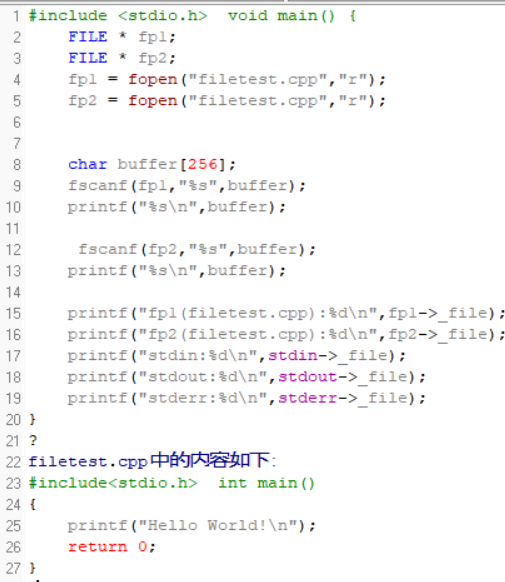 1 #include <stdio.h>  void main() {
2     FILE * fp1;
3     FILE * fp2;
4     fp1 = fopen("filetest.cpp","r");
5     fp2 = fopen("filetest.cpp","r");
6
7
8     char buffer[256];
9     fscanf(fp1,"%s",buffer);
10     printf("%s\n",buffer);
11
12      fscanf(fp2,"%s",buffer);
13     printf("%s\n",buffer);
14
15     printf("fp1(filetest.cpp):%d\n",fp1->_file);
16     printf("fp2(filetest.cpp):%d\n",fp2->_file);
17     printf("stdin:%d\n",stdin->_file);
18     printf("stdout:%d\n",stdout->_file);
19     printf("stderr:%d\n",stderr->_file);
20 }
21 ?
22 filetest.cpp中的内容如下:
23 #include<stdio.h>  int main()
24 {
25     printf("Hello World!\n");
26     return 0;
27 }